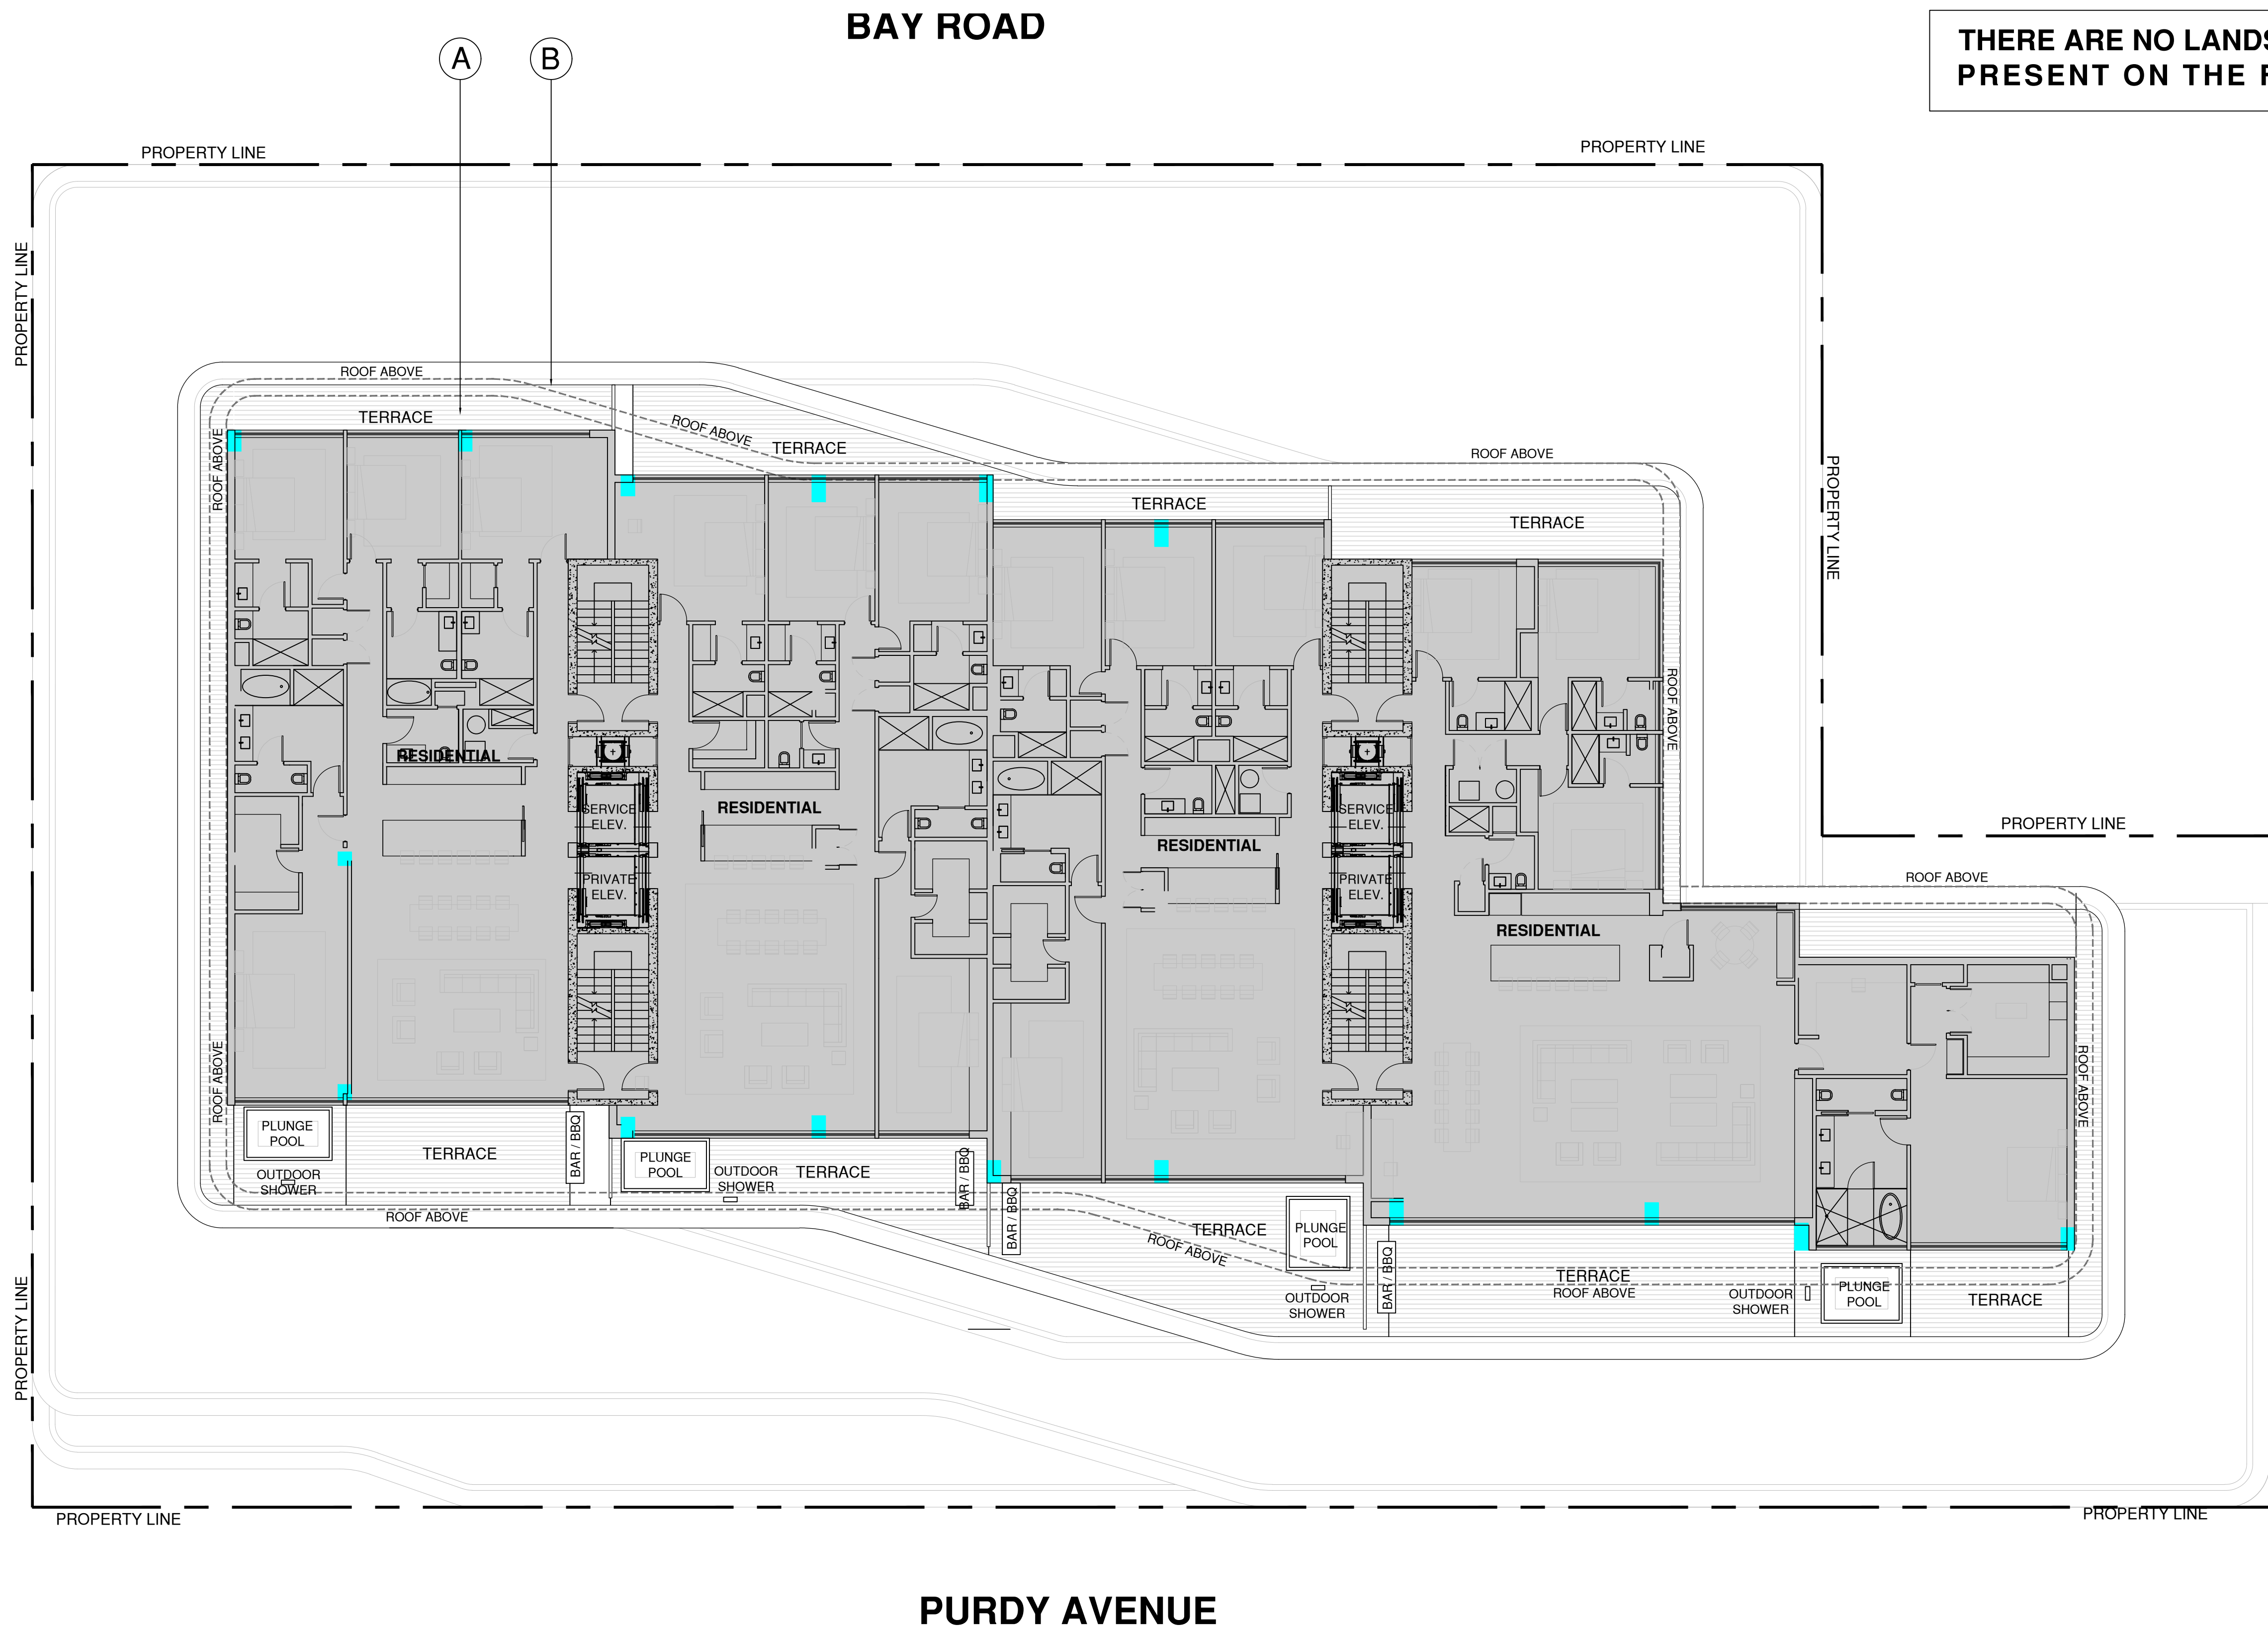 BAY ROAD
THERE ARE NO LANDS
PRESENT ON THE
A
B
PROPERTY LINE
PROPERTY LINE
PROPERTY LINE
ROOF ABOVE
TERRACE
ROOF ABOVE
ROOF ABOVE
TERRACE
ROOF ABOVE
TERRACE
TERRACE
PROPERTY LINE
ROOF ABOVE
RESIDENTIAL
RESIDENTIAL
RESIDENTIAL
RESIDENTIAL
SERVICE
ELEV.
PRIVATE
ELEV.
SERVICE
ELEV.
PRIVATE
ELEV.
PROPERTY LINE
ROOF ABOVE
ROOF ABOVE
ROOF ABOVE
PLUNGE
POOL
OUTDOOR
SHOWER
TERRACE
BAR / BBQ
PLUNGE
POOL
OUTDOOR
SHOWER
TERRACE
BAR / BBQ
BAR / BBQ
ROOF ABOVE
TERRACE
ROOF ABOVE
PLUNGE
POOL
OUTDOOR
SHOWER
BAR / BBQ
TERRACE
ROOF ABOVE
OUTDOOR
SHOWER
PLUNGE
POOL
TERRACE
PROPERTY LINE
PROPERTY LINE
PROPERTY LINE
PURDY AVENUE